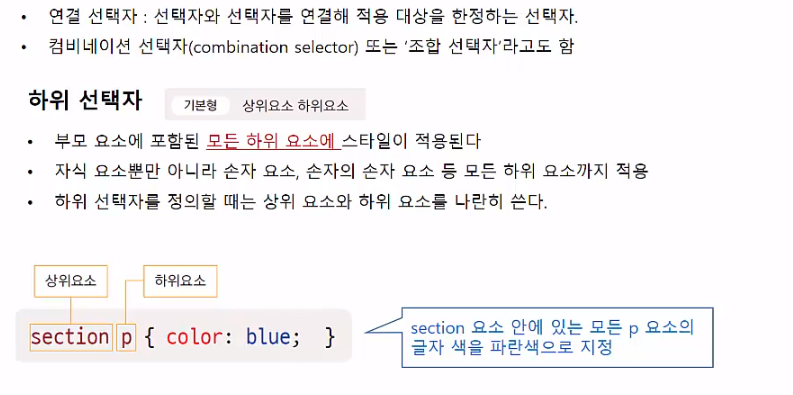 • 연결 선택자 : 선택자와 선택자를 연결해 적용 대상을 한정하는 선택자.
• 컴비네이션 선택자(combination selector) 또는 ‘조합 선택자’라고도 함
하위 선택자 기본형 상위요소 하위요소
• 부모 요소에 포함된 모든 하위 요소에 스타일이 적용된다
• 자식 요소뿐만 아니라 손자 요소, 손자의 손자 요소 등 모든 하위 요소까지 적용
• 하위 선택자를 정의할 때는 상위 요소와 하위 요소를 나란히 쓴다.
상위요소 하위요소
section p { color: blue; }
section 요소 안에 있는 모든 p 요소의
글자 색을 파란색으로 지정